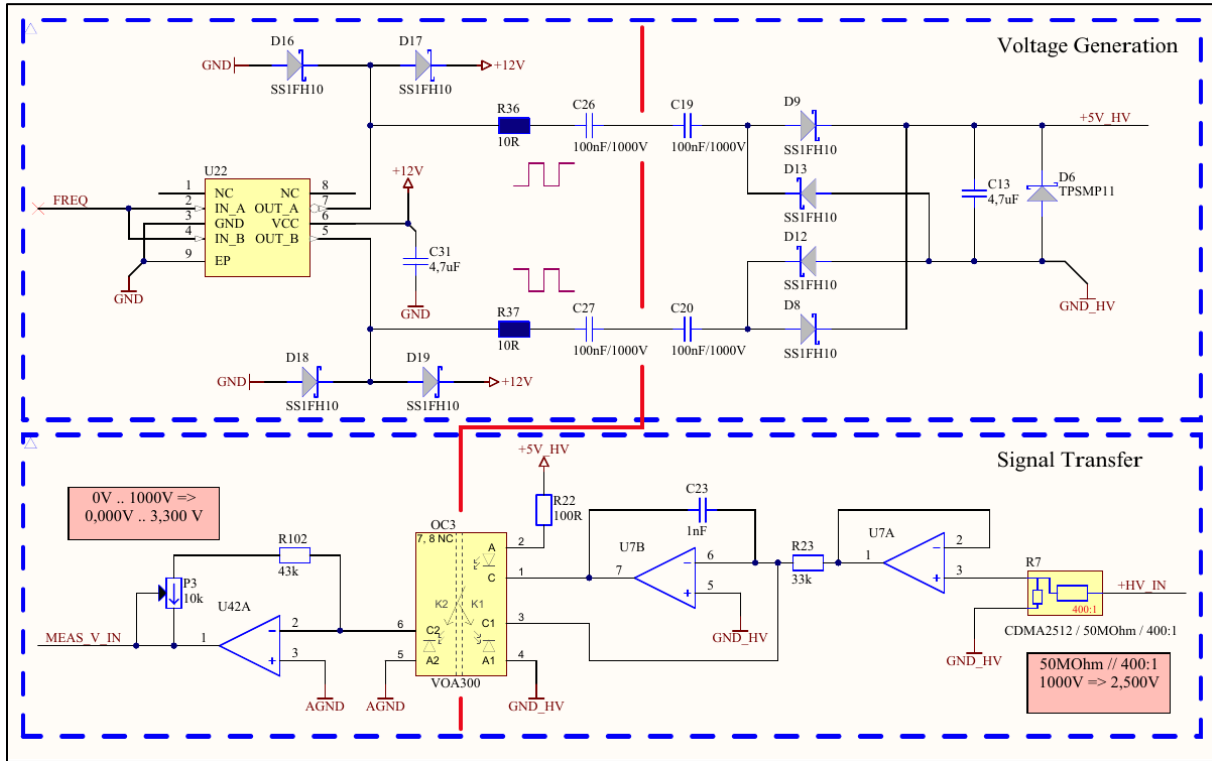 Voltage Generation
D16
D17
GND
+12V
SS1FH10
SS1FH10
R36
10R
C26
100nF/1000V
C19
100nF/1000V
D9
SS1FH10
+5V_HV
U22
+12V
FREQ
1 NC NC 8
2 IN_A OUT_A 7
3 GND VCC 6
4 IN_B OUT_B 5
9 EP
GND
C31
4,7uF
GND
D13
SS1FH10
C13
4,7uF
D6
TPSMP11
D12
SS1FH10
GND_HV
R37
10R
C27
100nF/1000V
C20
100nF/1000V
D8
SS1FH10
D18
D19
GND
+12V
SS1FH10
SS1FH10
Signal Transfer
+5V_HV
0V .. 1000V =>
0,000V .. 3,300 V
R22
100R
C23
1nF
OC3
7, 8 NC
A 2
C 1
K2 K1
C1 3
6 C2
5 A2
A1 4
VOA300
R102
43k
P3
10k
U42A
MEAS_V_IN
1
2
3
AGND
AGND
GND_HV
U7B
7
6
5
GND_HV
R23
33k
U7A
1
2
3
R7
+HV_IN
400:1
CDMA2512 / 50MOhm / 400:1
GND_HV
50MOhm // 400:1
1000V => 2,500V